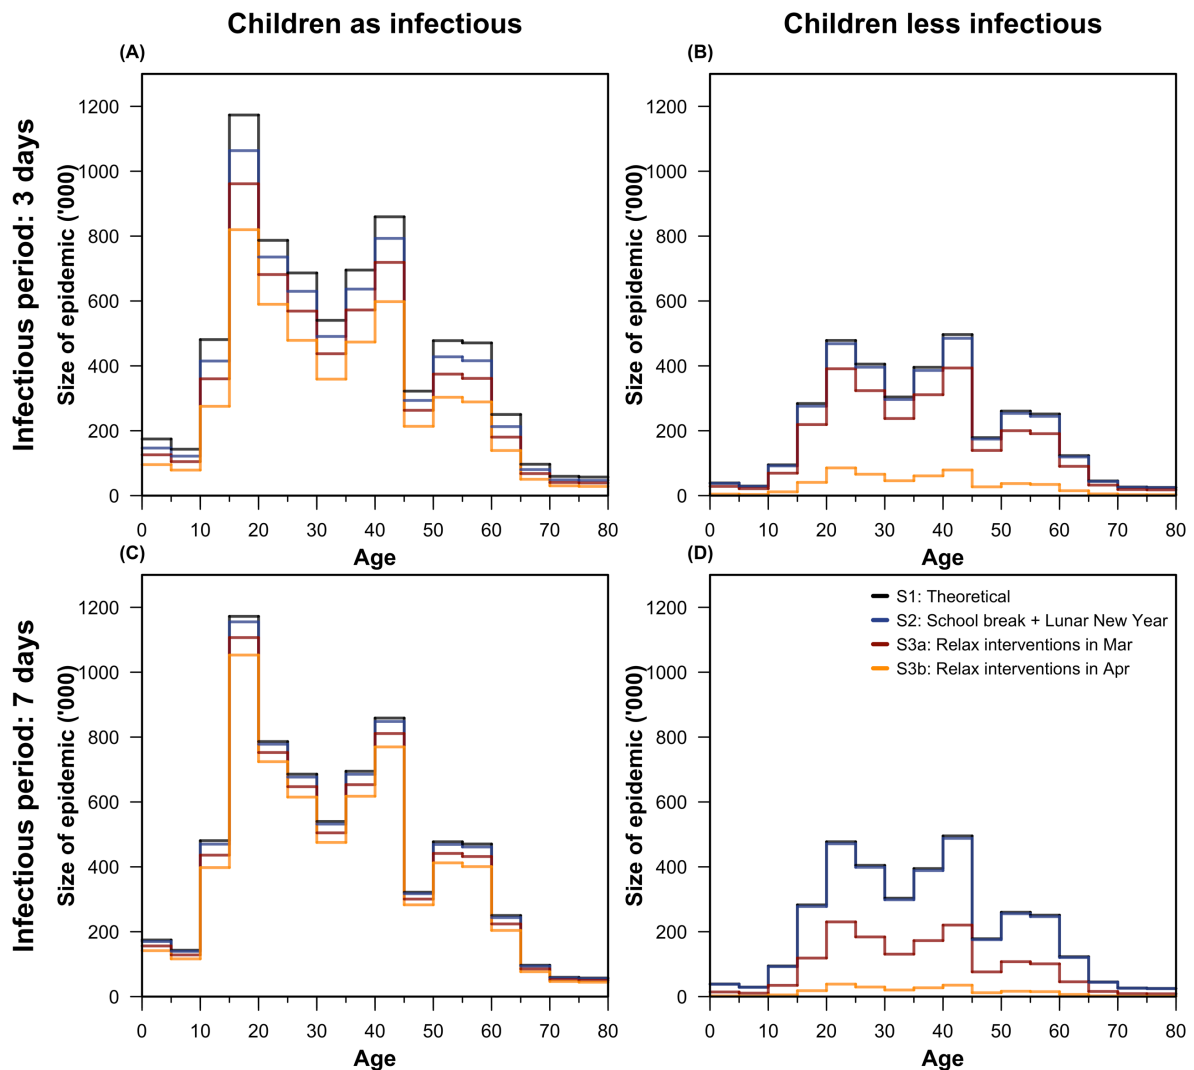 Children as infectious
Children less infectious
(A)
(B)
Infectious period: 3 days
Size of epidemic ('000)
1200
1000
800
600
400
200
0
0 10 20 30 40 50 60 70 80
Age
Size of epidemic ('000)
1200
1000
800
600
400
200
0
0 10 20 30 40 50 60 70 80
Age
(C)
(D)
Infectious period: 7 days
Size of epidemic ('000)
1200
1000
800
600
400
200
0
0 10 20 30 40 50 60 70 80
Age
Size of epidemic ('000)
1200
1000
800
600
400
200
0
S1: Theoretical
S2: School break + Lunar New Year
S3a: Relax interventions in Mar
S3b: Relax interventions in Apr
0 10 20 30 40 50 60 70 80
Age